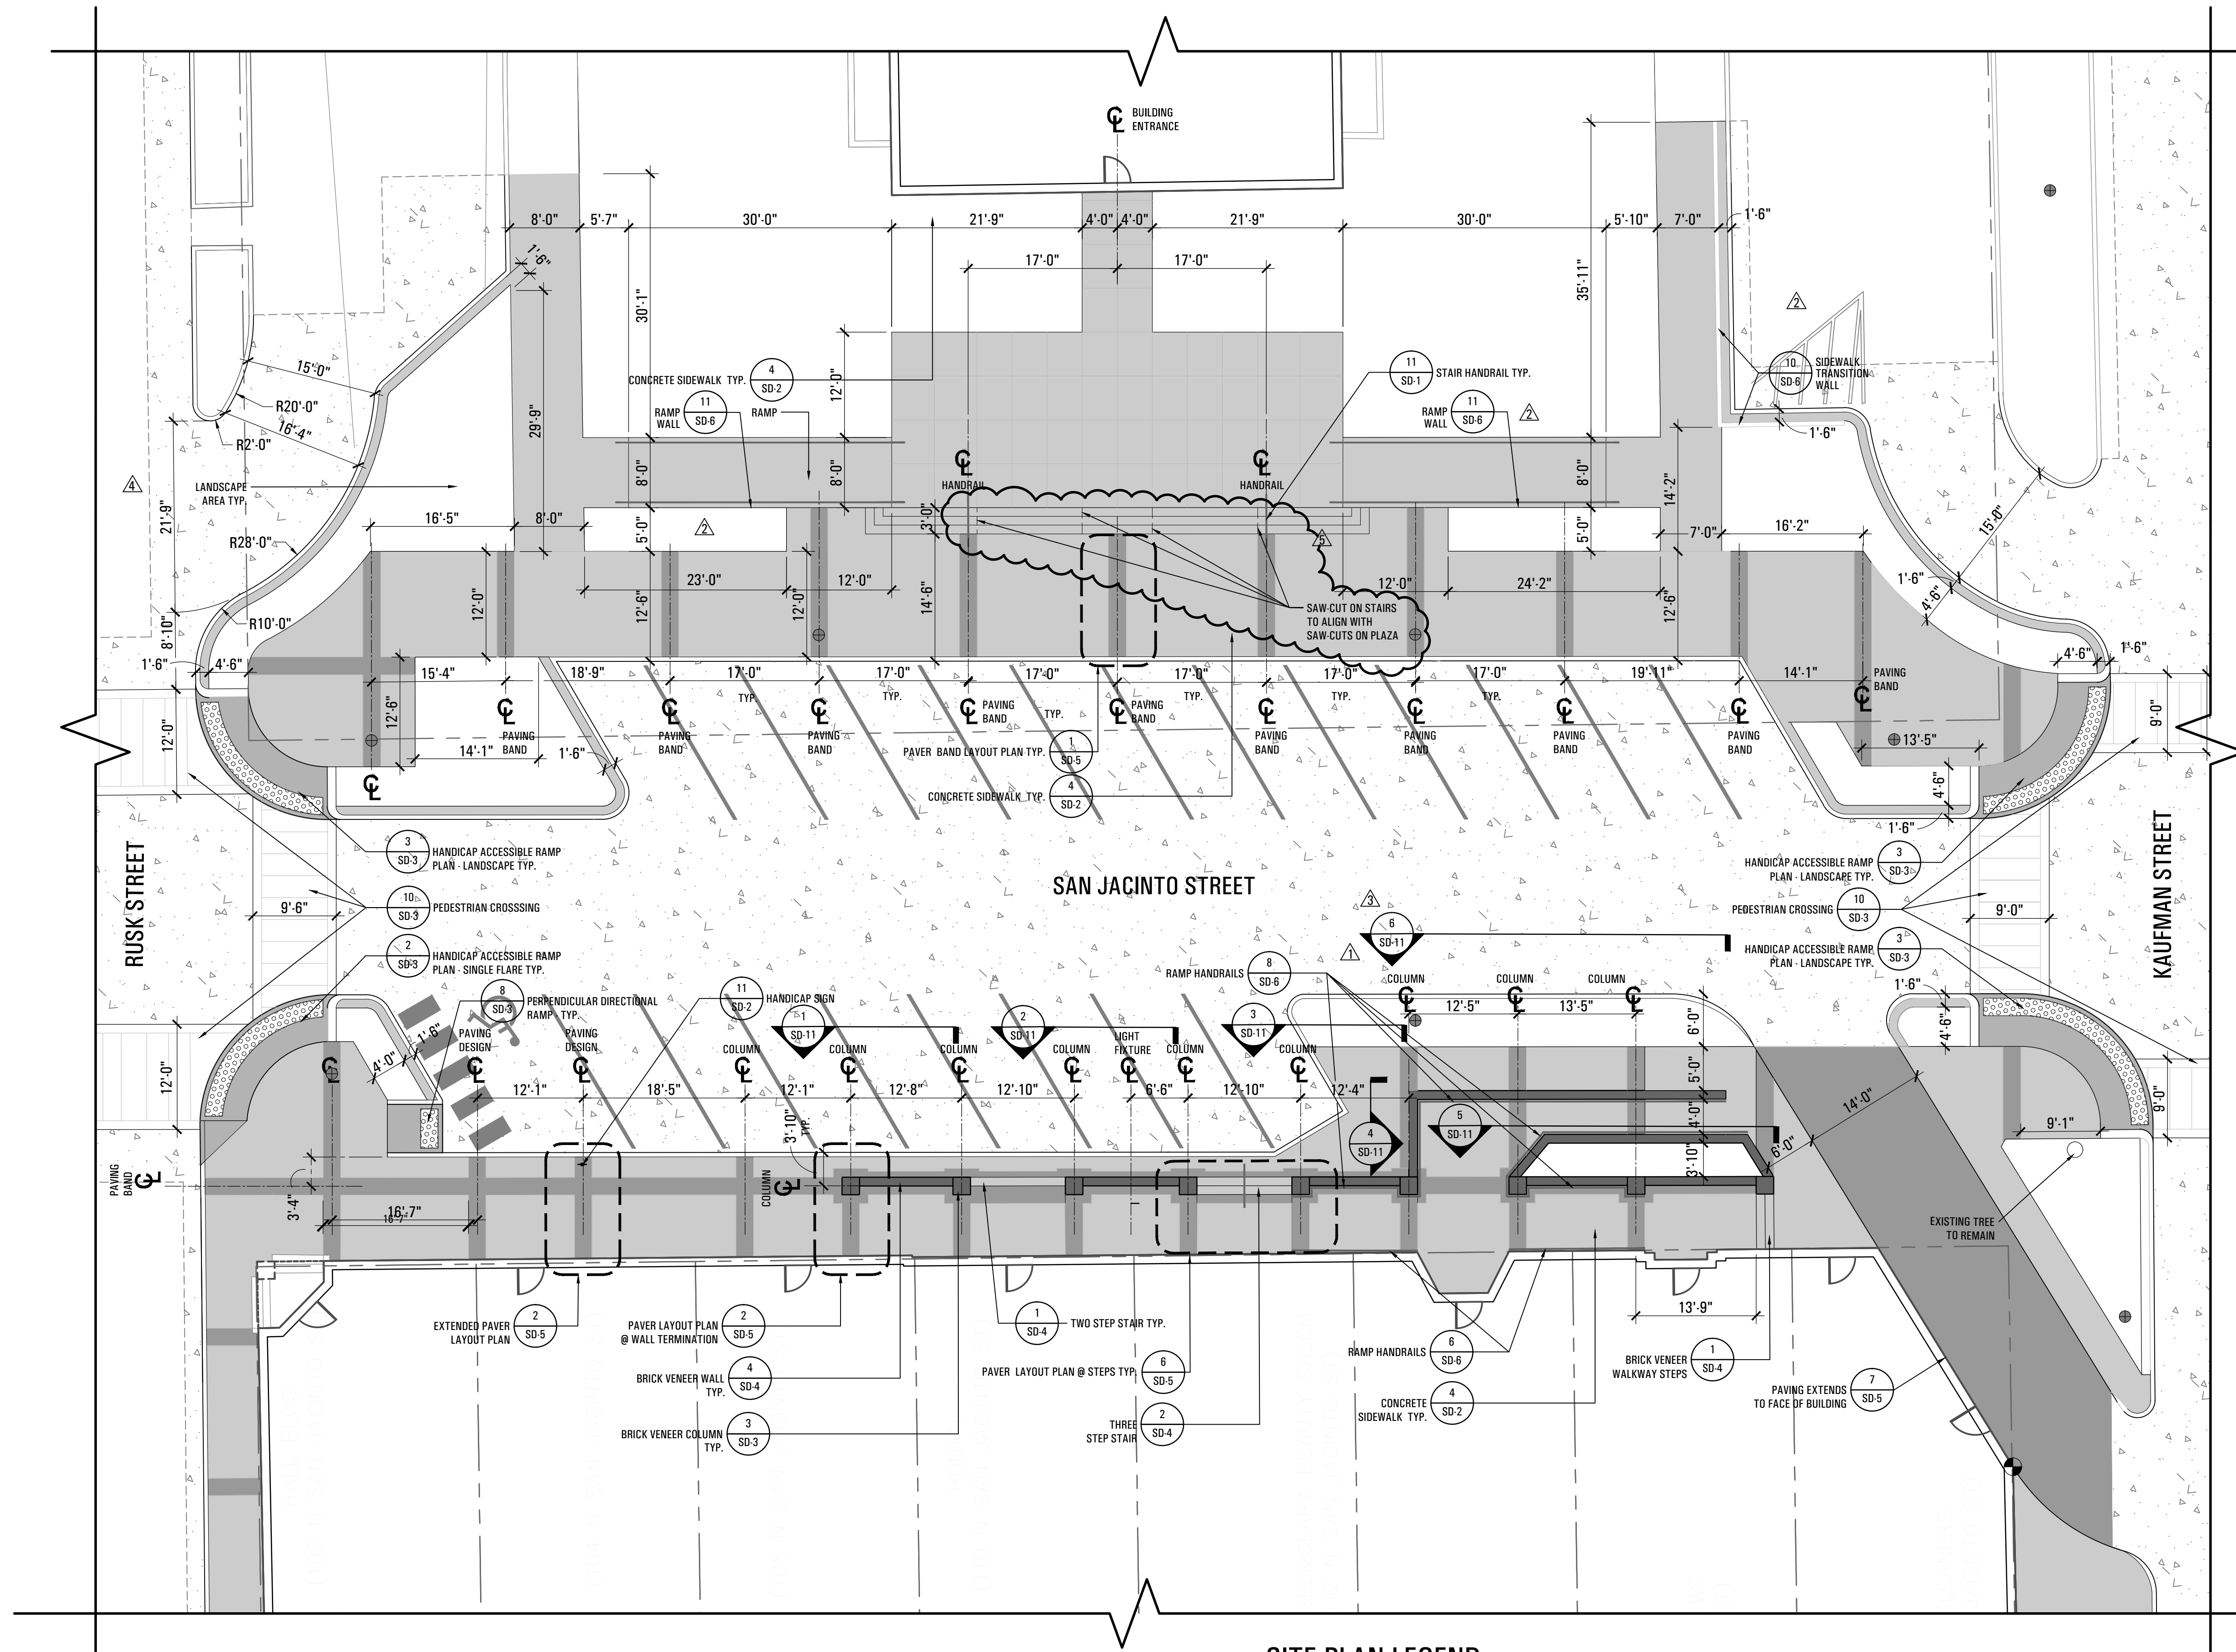 BUILDING
ENTRANCE
8'-0"
5'-7"
30'-0"
21'-9"
4'-0"
4'-0"
21'-9"
30'-0"
5'-10"
7'-0"
1'-6"
1'-6"
17'-0"
17'-0"
30'-1"
35'-11"
2
15'-0"
R20'-0"
16'-4"
R2'-0"
29'-9"
CONCRETE SIDEWALK TYP.
4
SD-2
12'-0"
11
SD-1
STAIR HANDRAIL TYP.
10
SD-6
SIDEWALK
TRANSITION
WALL
RAMP
WALL
11
SD-6
RAMP
RAMP
WALL
11
SD-6
2
1'-6"
4
LANDSCAPE
AREA TYP.
8'-0"
8'-0"
HANDRAIL
HANDRAIL
8'-0"
14'-2"
21'-9"
16'-5"
8'-0"
5'-0"
2
3'-0"
5
5'-0"
7'-0"
16'-2"
15'-0"
R28'-0"
23'-0"
12'-0"
12'-0"
24'-2"
1'-6"
4'-6"
12'-0"
12'-6"
12'-0"
14'-6"
12'-6"
SAW-CUT ON STAIRS
TO ALIGN WITH
SAW-CUTS ON PLAZA
R10'-0"
8'-10"
1'-6"
4'-6"
4'-6"
1'-6"
15'-4"
18'-9"
17'-0"
TYP.
17'-0"
TYP.
17'-0"
TYP.
17'-0"
TYP.
17'-0"
TYP.
17'-0"
TYP.
19'-11"
14'-1"
PAVING
BAND
12'-6"
12'-0"
14'-1"
1'-6"
PAVING
BAND
PAVING
BAND
PAVING
BAND
PAVING
BAND
PAVING
BAND
PAVING
BAND
PAVING
BAND
PAVING
BAND
PAVING
BAND
9'-0"
13'-5"
PAVER BAND LAYOUT PLAN TYP.
1
SD-5
CONCRETE SIDEWALK TYP.
4
SD-2
4'-6"
1'-6"
3
SD-3
HANDICAP ACCESSIBLE RAMP
PLAN - LANDSCAPE TYP.
HANDICAP ACCESSIBLE RAMP
PLAN - LANDSCAPE TYP.
3
SD-3
RUSK STREET
SAN JACINTO STREET
KAUFMAN STREET
9'-6"
10
SD-3
PEDESTRIAN CROSSSING
3
PEDESTRIAN CROSSING
10
SD-3
9'-0"
2
SD-3
HANDICAP ACCESSIBLE RAMP
PLAN - SINGLE FLARE TYP.
1
6
SD-11
HANDICAP ACCESSIBLE RAMP
PLAN - LANDSCAPE TYP.
3
SD-3
RAMP HANDRAILS
8
SD-6
8
SD-3
PERPENDICULAR DIRECTIONAL
RAMP TYP.
11
SD-2
HANDICAP SIGN
COLUMN
COLUMN
COLUMN
1'-6"
12'-5"
13'-5"
6'-0"
4'-6"
1
SD-11
2
SD-11
3
SD-11
1'-6"
4'-0"
PAVING
DESIGN
PAVING
DESIGN
COLUMN
COLUMN
COLUMN
COLUMN
LIGHT
FIXTURE
COLUMN
COLUMN
12'-0"
12'-1"
18'-5"
12'-1"
12'-8"
12'-10"
6'-6"
12'-10"
12'-4"
5'-0"
4'-0"
14'-0"
9'-0"
3'-10"
TYP.
5
SD-11
4
SD-11
3'-10"
6'-0"
9'-1"
PAVING
BAND
COLUMN
3'-4"
16'-7"
16'-7"
EXISTING TREE
TO REMAIN
13'-9"
EXTENDED PAVER
LAYOUT PLAN
2
SD-5
PAVER LAYOUT PLAN
@ WALL TERMINATION
2
SD-5
1
SD-4
TWO STEP STAIR TYP.
RAMP HANDRAILS
6
SD-6
BRICK VENEER
WALKWAY STEPS
1
SD-4
BRICK VENEER WALL
TYP.
4
SD-4
PAVER LAYOUT PLAN @ STEPS TYP.
6
SD-5
PAVING EXTENDS
TO FACE OF BUILDING
7
SD-5
CONCRETE
SIDEWALK TYP.
4
SD-2
BRICK VENEER COLUMN
TYP.
3
SD-3
THREE
STEP STAIR
2
SD-4
SITE PLAN LEGEND